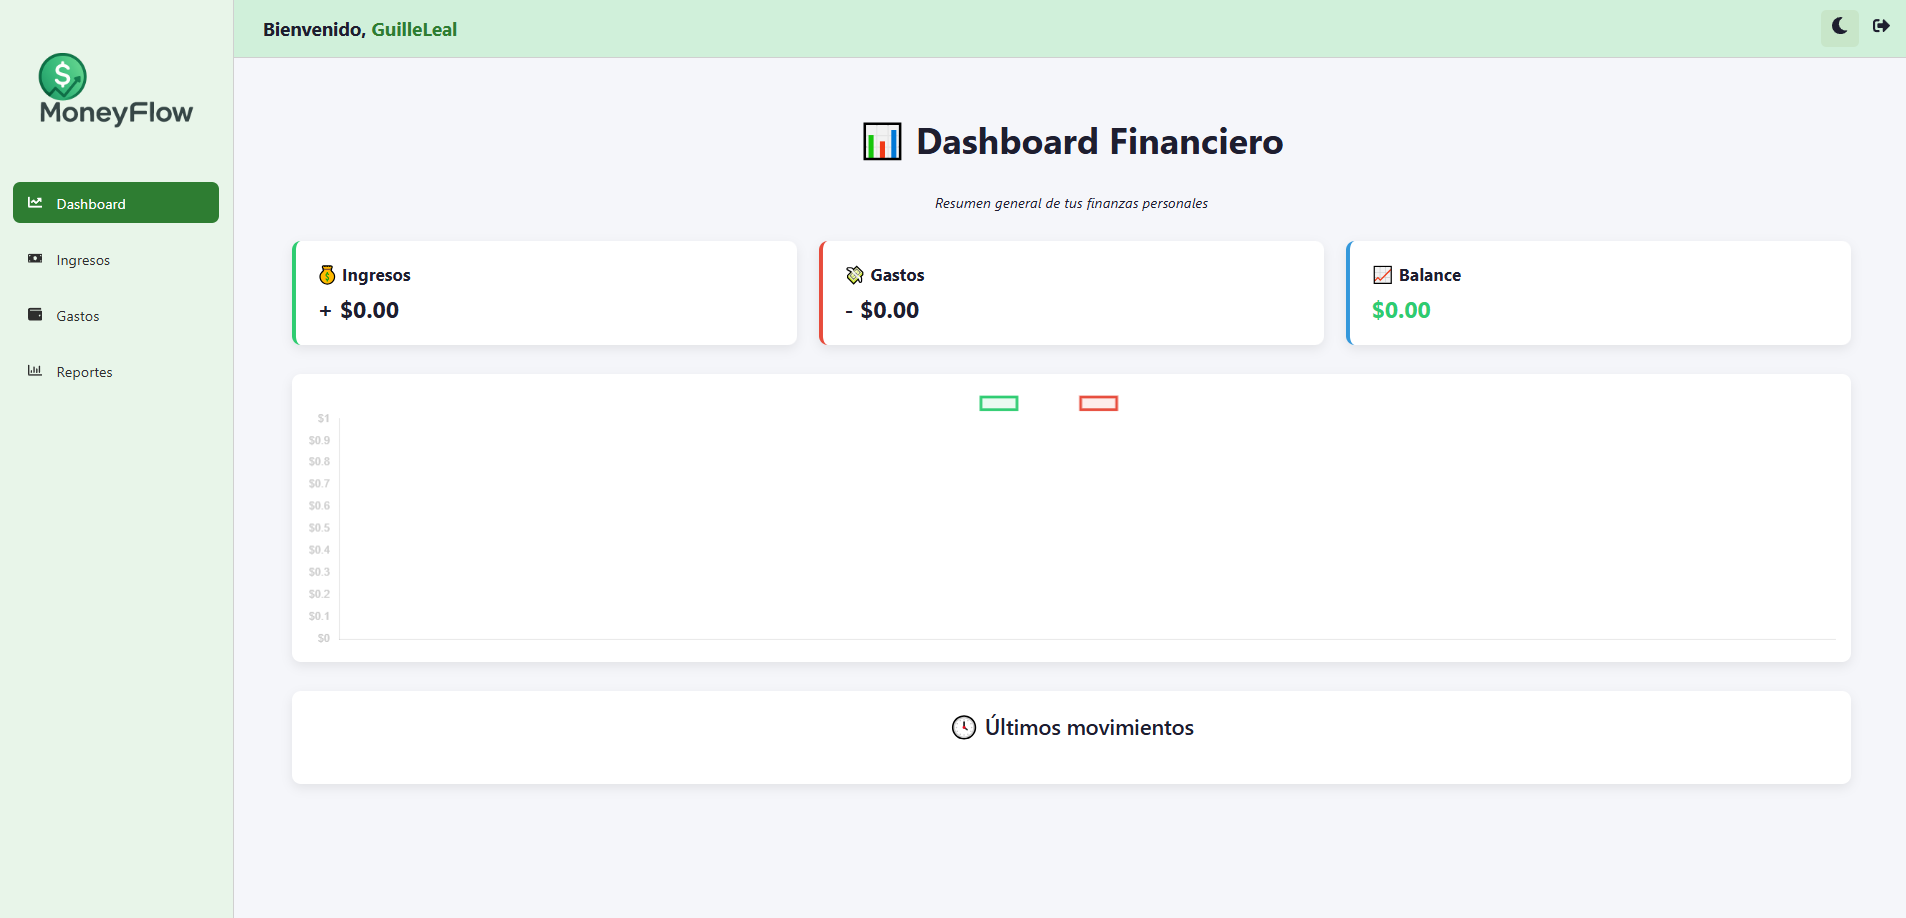 Bienvenido, GuilleLeal
$
MoneyFlow
Dashboard
Ingresos
Gastos
Reportes
Dashboard Financiero
Resumen general de tus finanzas personales
Ingresos
+ $0.00
Gastos
- $0.00
Balance
$0.00
$1
$0.9
$0.8
$0.7
$0.6
$0.5
$0.4
$0.3
$0.2
$0.1
$0
Últimos movimientos